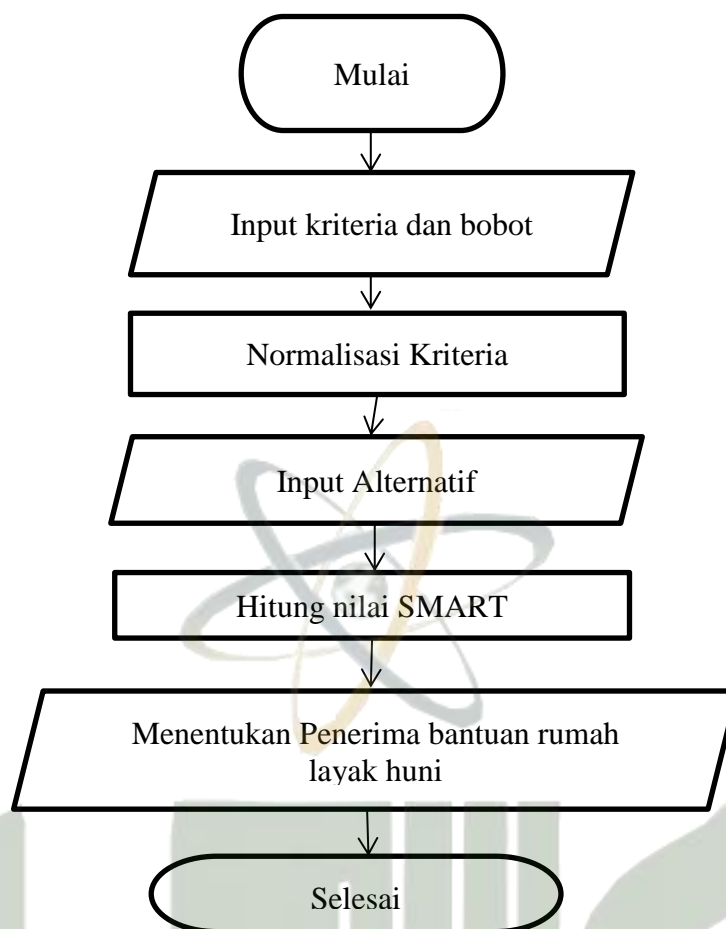 Mulai
Input kriteria dan bobot
Normalisasi Kriteria
Input Alternatif
Hitung nilai SMART
Menentukan Penerima bantuan rumah
layak huni
Selesai